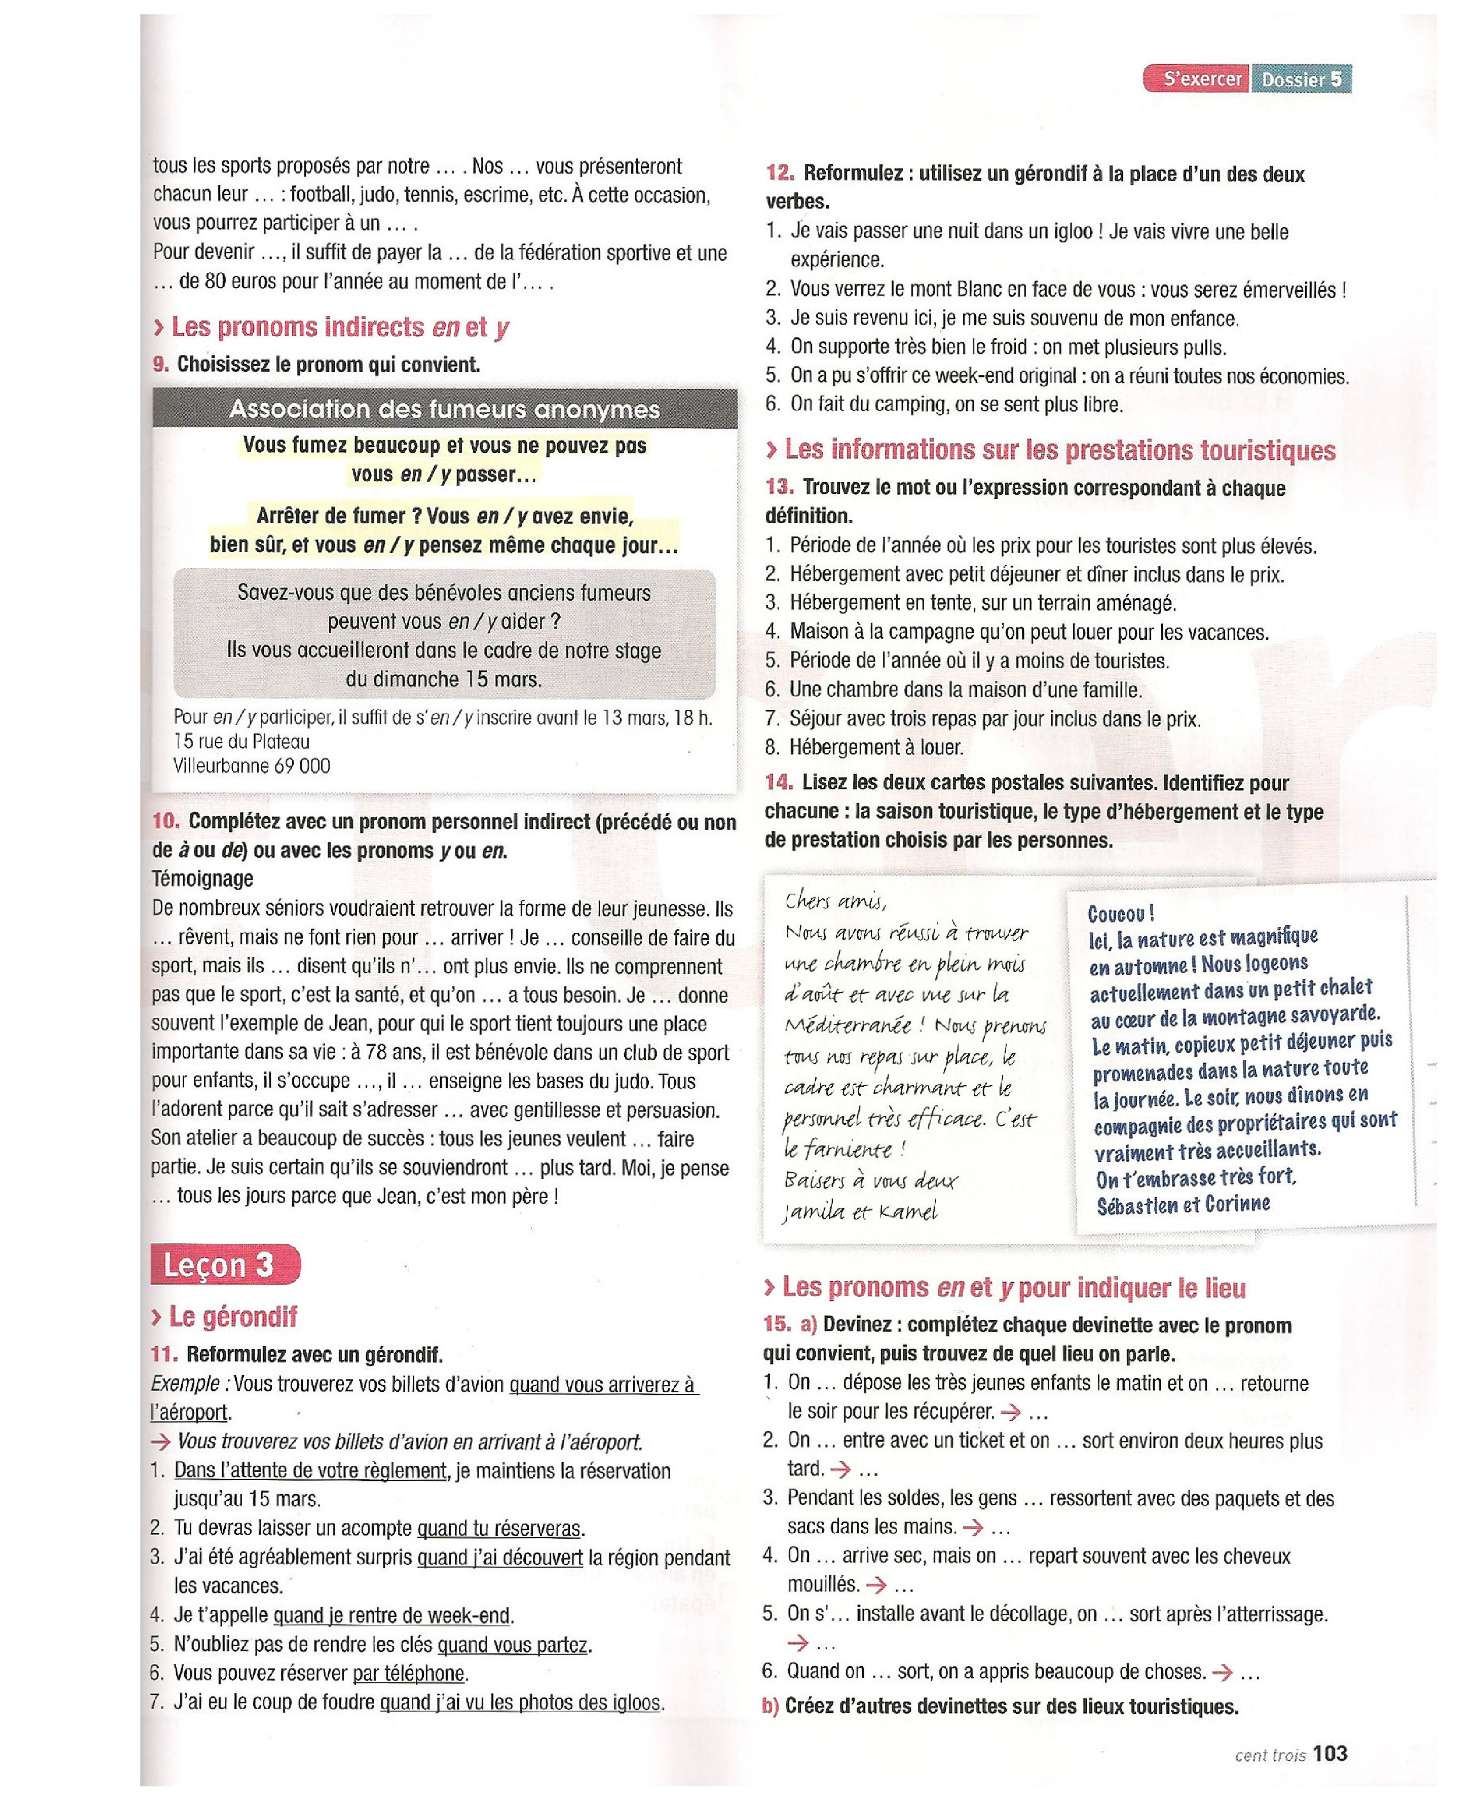 S'exercer Dossier 5
tous les sports proposés par notre … . Nos … vous présenteront
chacun leur … : football, judo, tennis, escrime, etc. À cette occasion,
vous pourrez participer à un … .
Pour devenir …, il suffit de payer la … de la fédération sportive et une
… de 80 euros pour l'année au moment de l'… .
› Les pronoms indirects en et y
9. Choisissez le pronom qui convient.
Association des fumeurs anonymes
Vous fumez beaucoup et vous ne pouvez pas
vous en / y passer…
Arrêter de fumer ? Vous en / y avez envie,
bien sûr, et vous en / y pensez même chaque jour…
Savez-vous que des bénévoles anciens fumeurs
peuvent vous en / y aider ?
Ils vous accueilleront dans le cadre de notre stage
du dimanche 15 mars.
Pour en / y participer, il suffit de s'en / y inscrire avant le 13 mars, 18 h.
15 rue du Plateau
Villeurbanne 69 000
10. Complétez avec un pronom personnel indirect (précédé ou non
de à ou de) ou avec les pronoms y ou en.
Témoignage
De nombreux séniors voudraient retrouver la forme de leur jeunesse. Ils
… rêvent, mais ne font rien pour … arriver ! Je … conseille de faire du
sport, mais ils … disent qu'ils n'… ont plus envie. Ils ne comprennent
pas que le sport, c'est la santé, et qu'on … a tous besoin. Je … donne
souvent l'exemple de Jean, pour qui le sport tient toujours une place
importante dans sa vie : à 78 ans, il est bénévole dans un club de sport
pour enfants, il s'occupe …, il … enseigne les bases du judo. Tous
l'adorent parce qu'il sait s'adresser … avec gentillesse et persuasion.
Son atelier a beaucoup de succès : tous les jeunes veulent … faire
partie. Je suis certain qu'ils se souviendront … plus tard. Moi, je pense
… tous les jours parce que Jean, c'est mon père !
Leçon 3
› Le gérondif
11. Reformulez avec un gérondif.
Exemple : Vous trouverez vos billets d'avion quand vous arriverez à
l'aéroport.
→ Vous trouverez vos billets d'avion en arrivant à l'aéroport.
1. Dans l'attente de votre règlement, je maintiens la réservation
jusqu'au 15 mars.
2. Tu devras laisser un acompte quand tu réserveras.
3. J'ai été agréablement surpris quand j'ai découvert la région pendant
les vacances.
4. Je t'appelle quand je rentre de week-end.
5. N'oubliez pas de rendre les clés quand vous partez.
6. Vous pouvez réserver par téléphone.
7. J'ai eu le coup de foudre quand j'ai vu les photos des igloos.
12. Reformulez : utilisez un gérondif à la place d'un des deux
verbes.
1. Je vais passer une nuit dans un igloo ! Je vais vivre une belle
expérience.
2. Vous verrez le mont Blanc en face de vous : vous serez émerveillés !
3. Je suis revenu ici, je me suis souvenu de mon enfance.
4. On supporte très bien le froid : on met plusieurs pulls.
5. On a pu s'offrir ce week-end original : on a réuni toutes nos économies.
6. On fait du camping, on se sent plus libre.
› Les informations sur les prestations touristiques
13. Trouvez le mot ou l'expression correspondant à chaque
définition.
1. Période de l'année où les prix pour les touristes sont plus élevés.
2. Hébergement avec petit déjeuner et dîner inclus dans le prix.
3. Hébergement en tente, sur un terrain aménagé.
4. Maison à la campagne qu'on peut louer pour les vacances.
5. Période de l'année où il y a moins de touristes.
6. Une chambre dans la maison d'une famille.
7. Séjour avec trois repas par jour inclus dans le prix.
8. Hébergement à louer.
14. Lisez les deux cartes postales suivantes. Identifiez pour
chacune : la saison touristique, le type d'hébergement et le type
de prestation choisis par les personnes.
Chers amis,
Nous avons réussi à trouver
une chambre en plein mois
d'août et avec vue sur la
Méditerranée ! Nous prenons
tous nos repas sur place, le
cadre est charmant et le
personnel très efficace. C'est
le farniente !
Baisers à vous deux
Jamila et Kamel
Coucou !
Ici, la nature est magnifique
en automne ! Nous logeons
actuellement dans un petit chalet
au cœur de la montagne savoyarde.
Le matin, copieux petit déjeuner puis
promenades dans la nature toute
la journée. Le soir, nous dînons en
compagnie des propriétaires qui sont
vraiment très accueillants.
On t'embrasse très fort,
Sébastien et Corinne
› Les pronoms en et y pour indiquer le lieu
15. a) Devinez : complétez chaque devinette avec le pronom
qui convient, puis trouvez de quel lieu on parle.
1. On … dépose les très jeunes enfants le matin et on … retourne
le soir pour les récupérer. → …
2. On … entre avec un ticket et on … sort environ deux heures plus
tard. → …
3. Pendant les soldes, les gens … ressortent avec des paquets et des
sacs dans les mains. → …
4. On … arrive sec, mais on … repart souvent avec les cheveux
mouillés. → …
5. On s'… installe avant le décollage, on … sort après l'atterrissage.
→ …
6. Quand on … sort, on a appris beaucoup de choses. → …
b) Créez d'autres devinettes sur des lieux touristiques.
cent trois 103